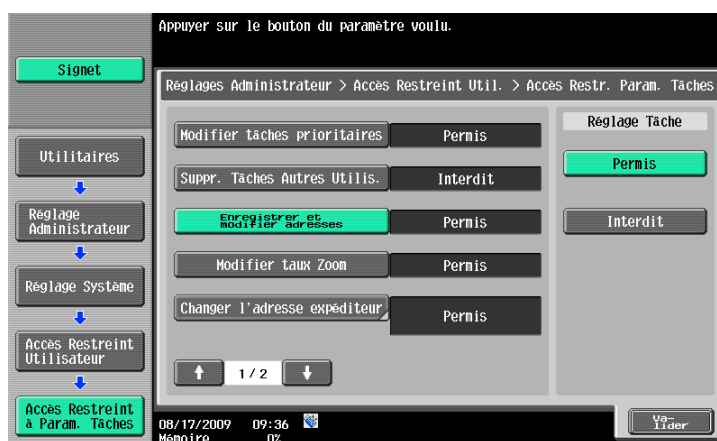 Appuyer sur le bouton du paramètre voulu.
Signet
Réglages Administrateur > Accès Restreint Util. > Accès Restr. Param. Tâches
Utilitaires
Réglage
Administrateur
Réglage Système
Accès Restreint
Utilisateur
Accès Restreint
à Param. Tâches
Modifier tâches prioritaires
Permis
Suppr. Tâches Autres Utilis.
Interdit
Enregistrer et
modifier adresses
Permis
Modifier taux Zoom
Permis
Changer l'adresse expéditeur
Permis
1/2
Réglage Tâche
Permis
Interdit
08/17/2009 09:36
Mémoire 0%
Va-
lider